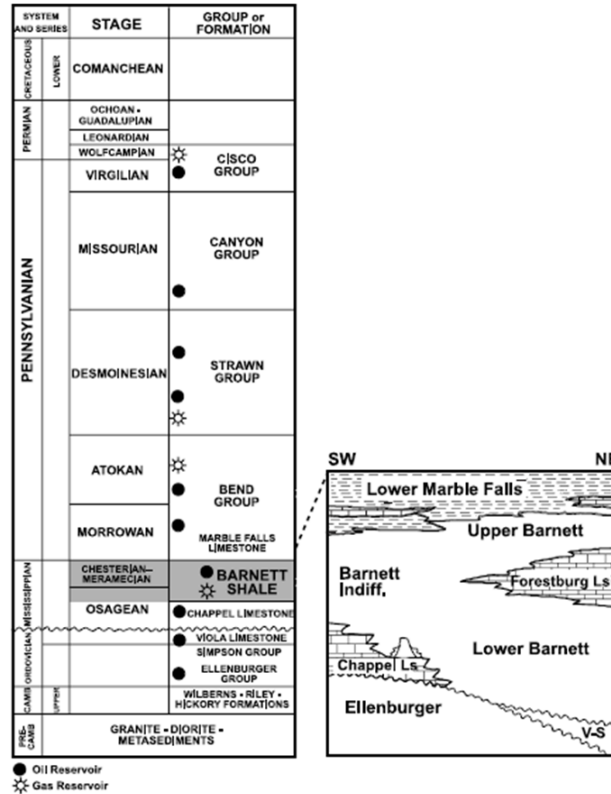 SYSTEM
AND SERIES
STAGE
GROUP or
FORMATION
CRETACEOUS
LOWER
COMANCHEAN
PERMIAN
OCHOAN -
GUADALUPIAN
LEONARDIAN
WOLFCAMPIAN
CISCO
GROUP
PENNSYLVANIAN
VIRGILIAN
MISSOURIAN
CANYON
GROUP
DESMOINESIAN
STRAWN
GROUP
ATOKAN
BEND
GROUP
MORROWAN
MARBLE FALLS
LIMESTONE
MISSISSIPPIAN
CHESTERIAN–
MERAMECIAN
BARNETT
SHALE
OSAGEAN
CHAPPEL LIMESTONE
ORDOVICIAN
VIOLA LIMESTONE
SIMPSON GROUP
ELLENBURGER
GROUP
CAMB
UPPER
WILBERNS - RILEY -
HICKORY FORMATIONS
PRE-
CAMB
GRANITE - DIORITE -
METASEDIMENTS
Oil Reservoir
Gas Reservoir
SW
Lower Marble Falls
Upper Barnett
Barnett
Indiff.
Forestburg Ls
Lower Barnett
Chappel Ls
Ellenburger
V-S